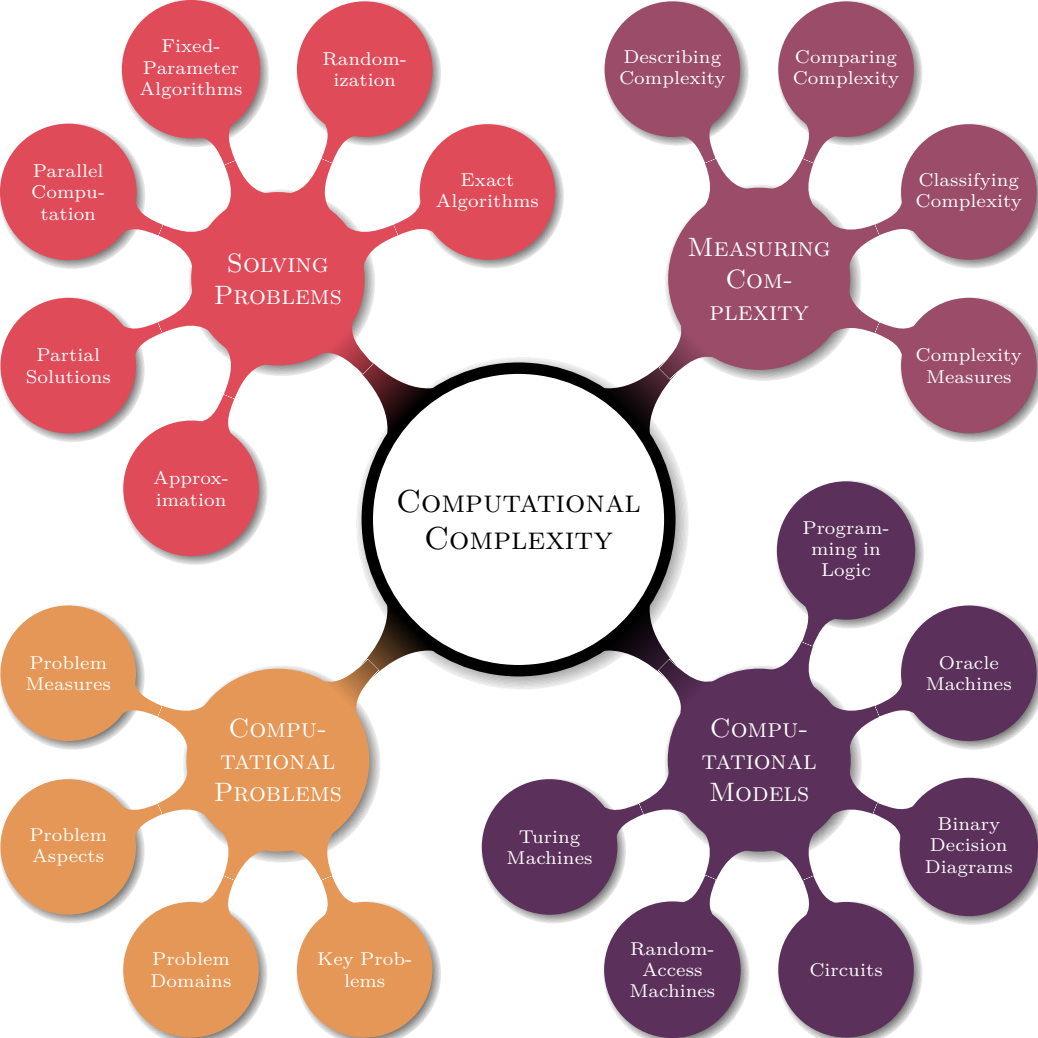 Computational
Complexity
Solving
Problems
Fixed-
Parameter
Algorithms
Random-
ization
Exact
Algorithms
Parallel
Compu-
tation
Partial
Solutions
Approx-
imation
Measuring
Com-
plexity
Describing
Complexity
Comparing
Complexity
Classifying
Complexity
Complexity
Measures
Compu-
tational
Problems
Problem
Measures
Problem
Aspects
Problem
Domains
Key Prob-
lems
Compu-
tational
Models
Program-
ming in
Logic
Oracle
Machines
Binary
Decision
Diagrams
Circuits
Random-
Access
Machines
Turing
Machines